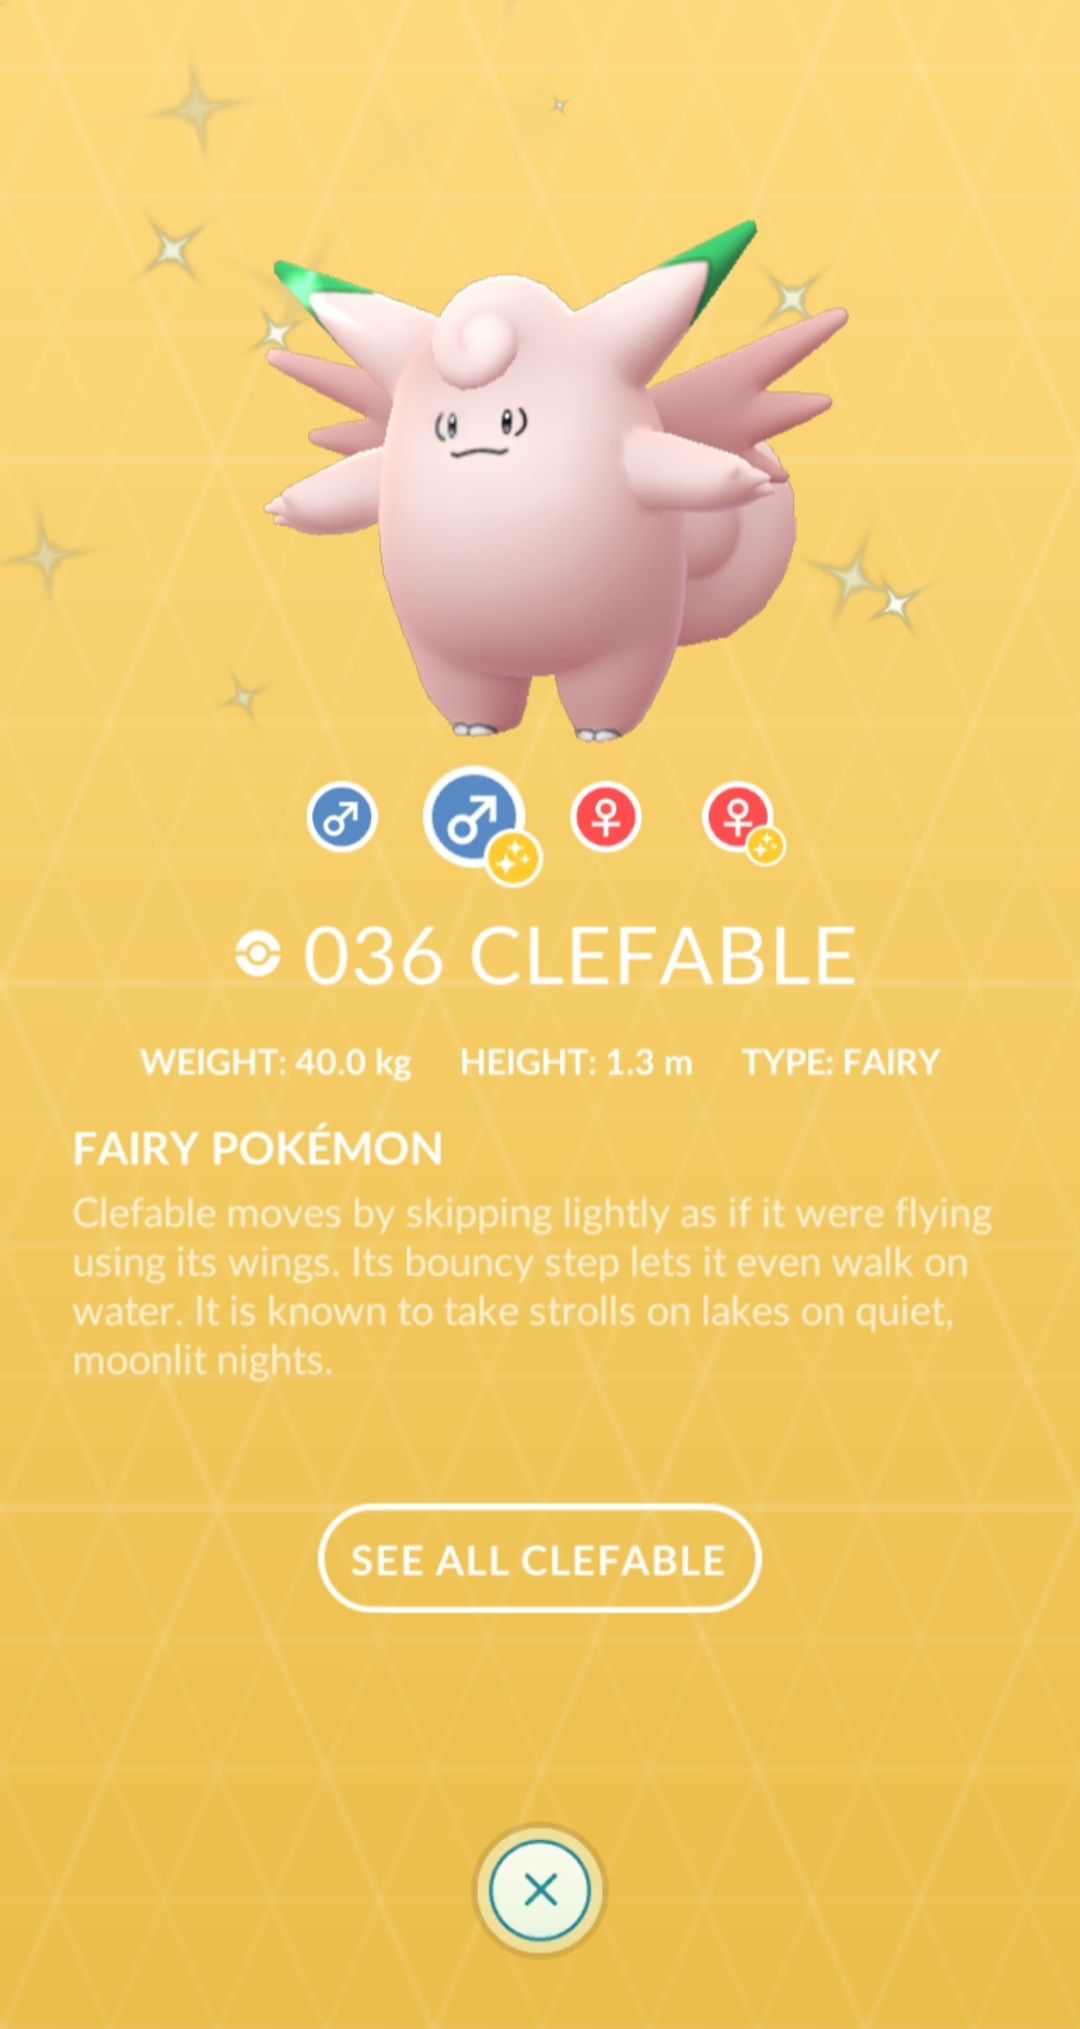 036 CLEFABLE
WEIGHT: 40.0 kg HEIGHT: 1.3 m TYPE: FAIRY
FAIRY POKÉMON
Clefable moves by skipping lightly as if it were flying
using its wings. Its bouncy step lets it even walk on
water. It is known to take strolls on lakes on quiet,
moonlit nights.
SEE ALL CLEFABLE